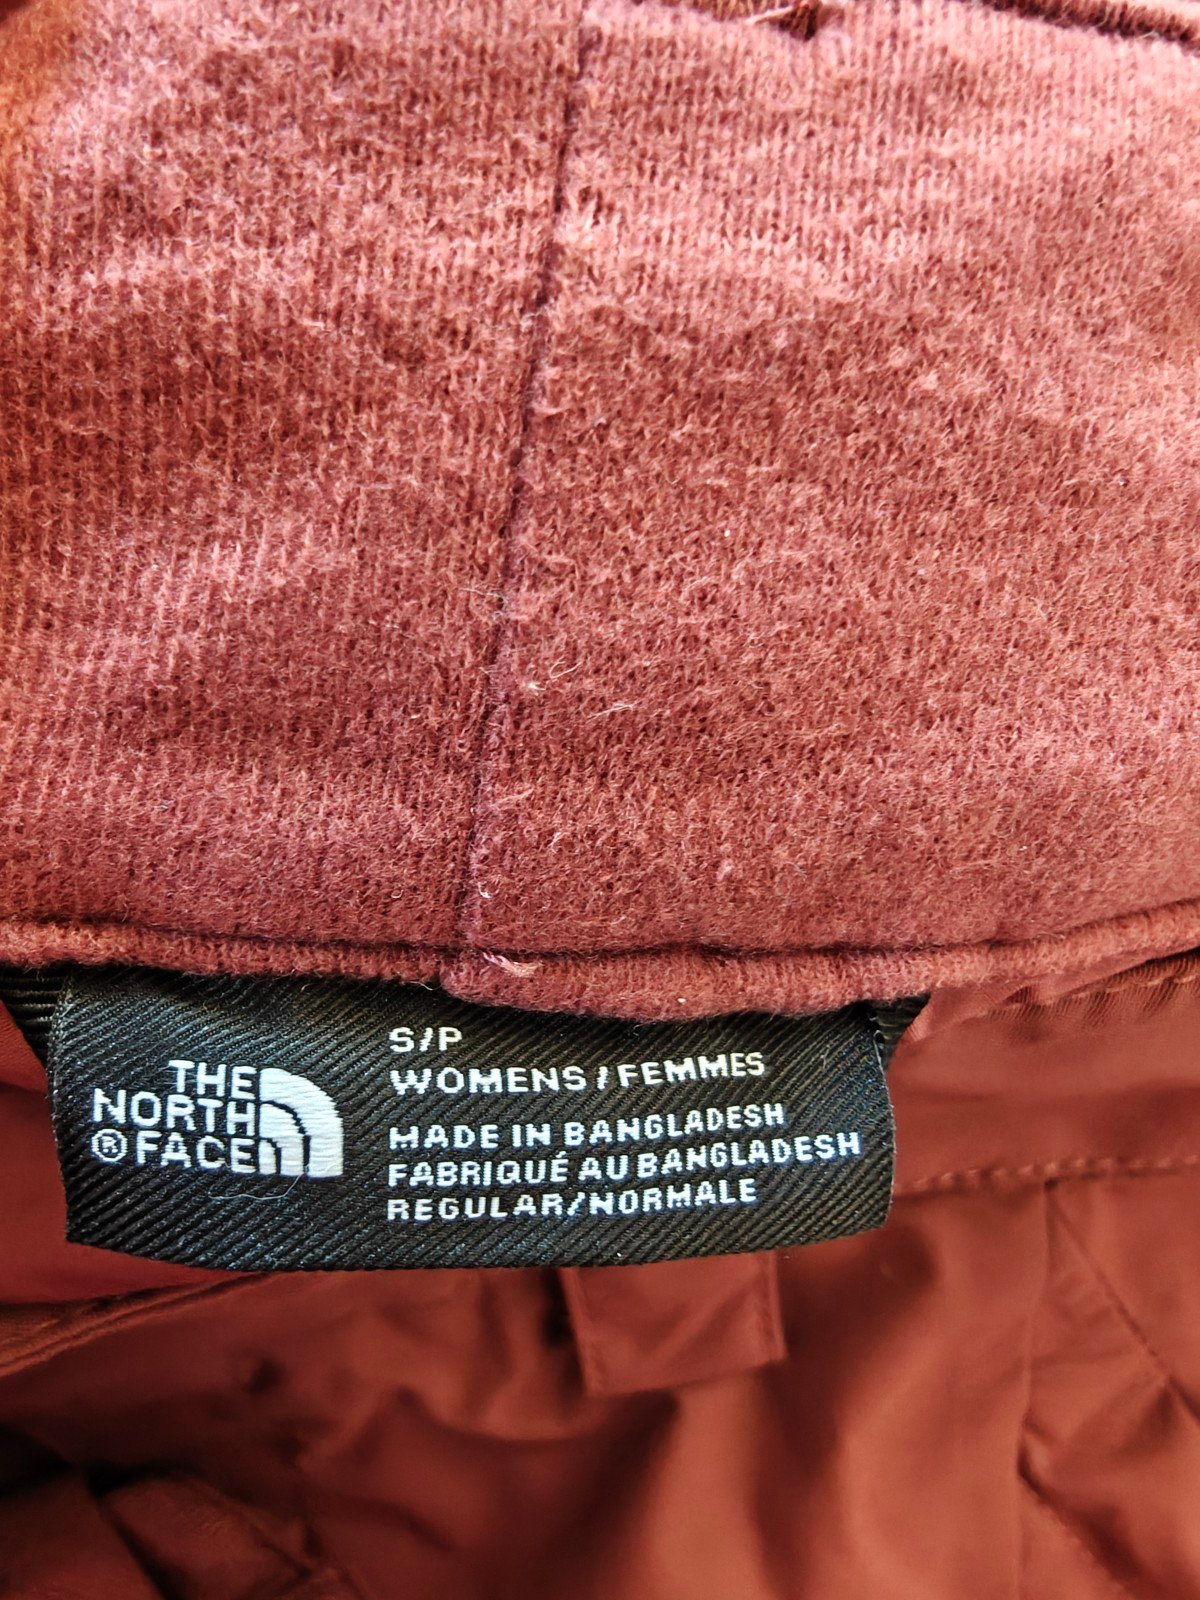 THE
NORTH
® FACE
S/P
WOMENS / FEMMES
MADE IN BANGLADESH
FABRIQUÉ AU BANGLADESH
REGULAR/NORMALE